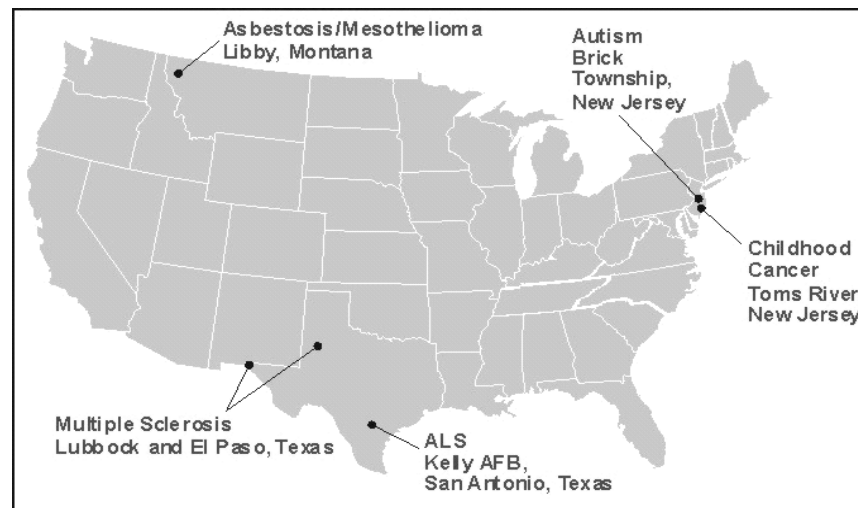 Asbestosis/Mesothelioma
Libby, Montana
Autism
Brick
Township,
New Jersey
Childhood
Cancer
Toms River
New Jersey
Multiple Sclerosis
Lubbock and El Paso, Texas
ALS
Kelly AFB,
San Antonio, Texas